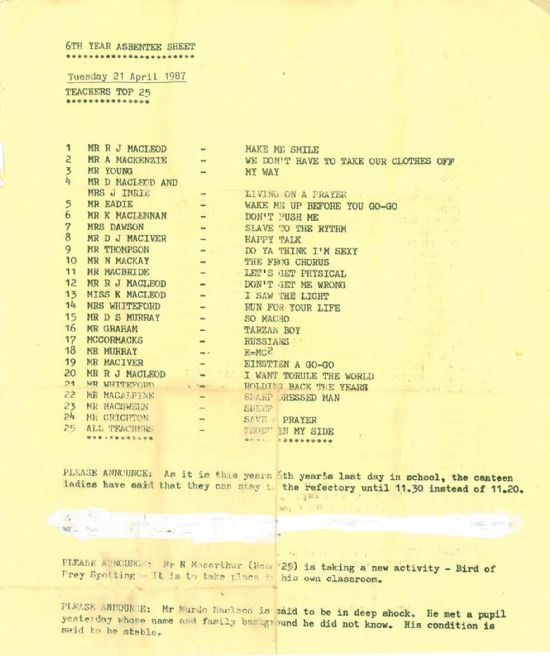 6TH YEAR ASBENTEE SHEET
Tuesday 21 April 1987
TEACHERS TOP 25
1 MR R J MACLEOD - MAKE ME SMILE
2 MR A MACKENZIE - WE DON'T HAVE TO TAKE OUR CLOTHES OFF
3 MR YOUNG - MY WAY
4 MR D MACLEOD AND
MRS J IMRIE - LIVING ON A PRAYER
5 MR EADIE - WAKE ME UP BEFORE YOU GO-GO
6 MR K MACLENNAN - DON'T PUSH ME
7 MRS DAWSON - SLAVE TO THE RYTHM
8 MR D J MACIVER - HAPPY TALK
9 MR THOMPSON - DO YA THINK I'M SEXY
10 MR N MACKAY - THE FROG CHORUS
11 MR MACBRIDE - LET'S GET PHYSICAL
12 MR R J MACLEOD - DON'T GET ME WRONG
13 MISS K MACLEOD - I SAW THE LIGHT
14 MRS WHITEFORD - RUN FOR YOUR LIFE
15 MR D S MURRAY - SO MACHO
16 MR GRAHAM - TARZAN BOY
17 MCCORMACKS - RUSSIANS
18 MR MURRAY - E=MC²
19 MR MACIVER - EINSTIEN A GO-GO
20 MR R J MACLEOD - I WANT TORULE THE WORLD
21 MR WHITEFORD - HOLDING BACK THE YEARS
22 MR MACALPINE - SHARP DRESSED MAN
23 MR MACSWEEN - SHEEP
24 MR CRICHTON - SAVE A PRAYER
25 ALL TEACHERS - THORN IN MY SIDE
PLEASE ANNOUNCE: As it is this years 6th year's last day in school, the canteen
ladies have said that they can stay in the refectory until 11.30 instead of 11.20.
PLEASE ANNOUNCE: Mr N Macarthur (Room 25) is taking a new activity - Bird of
Prey Spotting - It is to take place in his own classroom.
PLEASE ANNOUNCE: Mr Murdo Macleod is said to be in deep shock. He met a pupil
yesterday whose name and family background he did not know. His condition is
said to be stable.